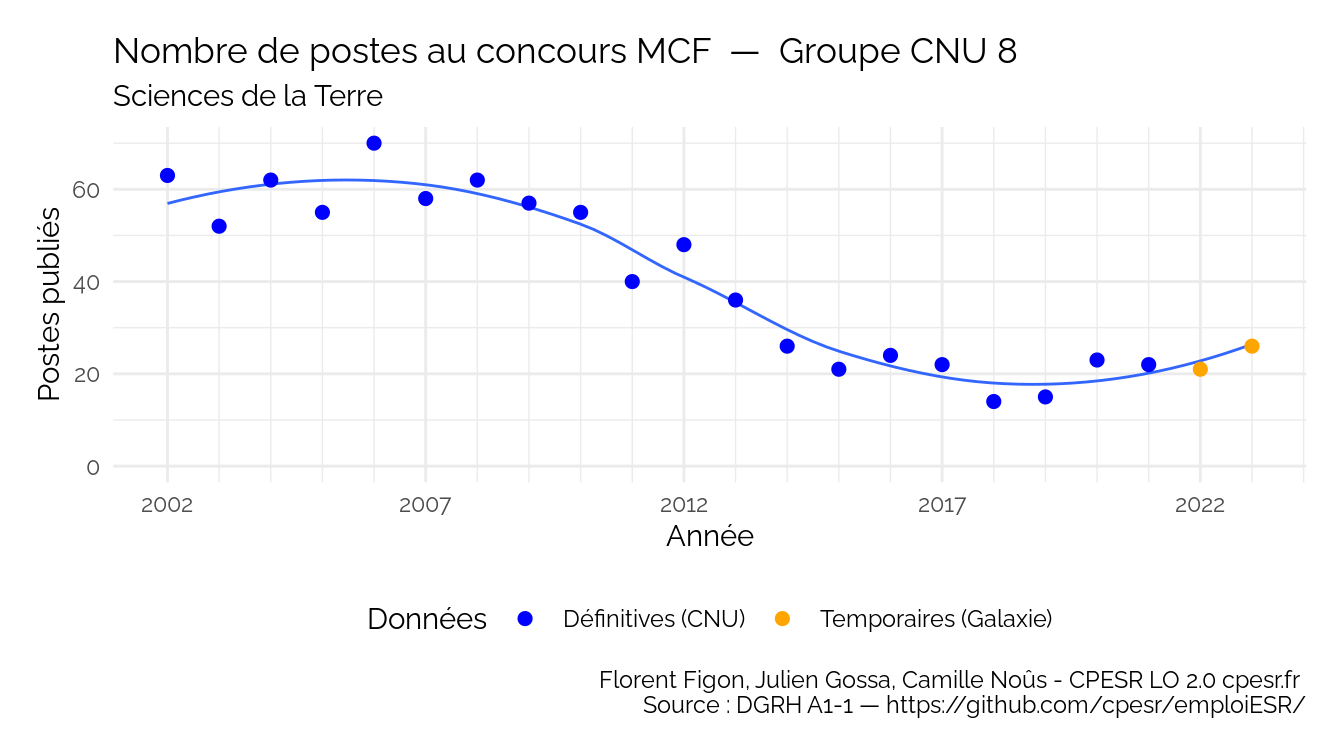 Nombre de postes au concours MCF — Groupe CNU 8
Sciences de la Terre
Postes publiés
60
40
20
0
2002 2007 2012 2017 2022
Année
Données Définitives (CNU) Temporaires (Galaxie)
Florent Figon, Julien Gossa, Camille Noûs - CPESR LO 2.0 cpesr.fr
Source : DGRH A1-1 — https://github.com/cpesr/emploiESR/